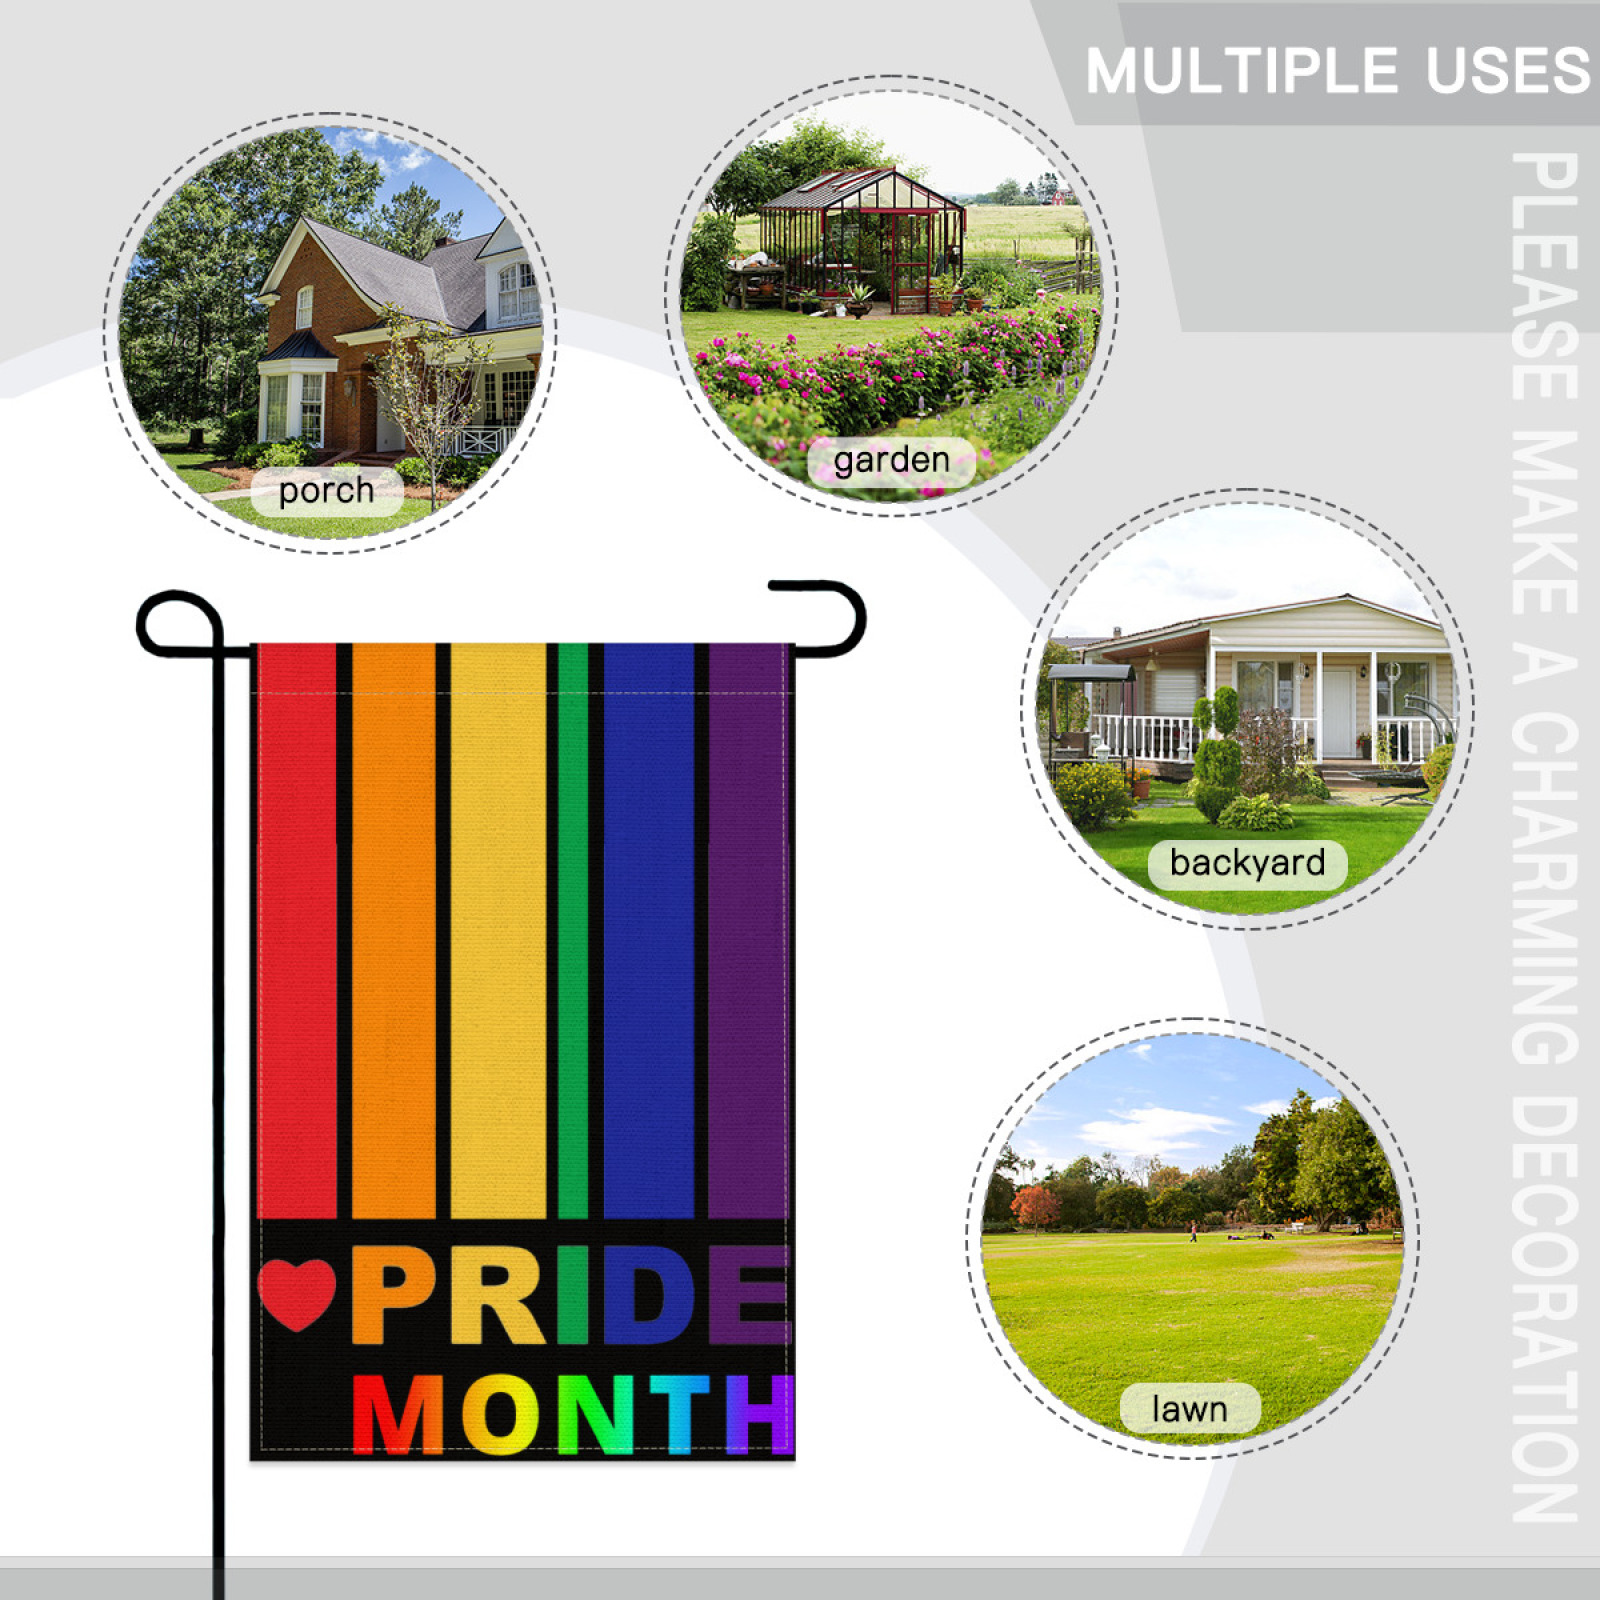 MULTIPLE USES
PLEASE MAKE A CHARMING DECORATION
garden
porch
backyard
lawn
PRIDE
MONTH